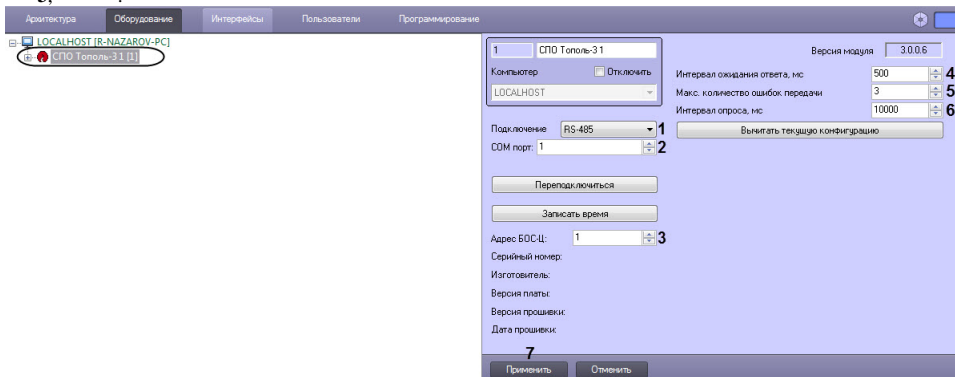 Архитектура Оборудование Интерфейсы Пользователи Программирование
LOCALHOST [R-NAZAROV-PC]
СПО Тополь-3 1 [1]
1 СПО Тополь-3 1
Компьютер Отключить
LOCALHOST
Подключение RS-485 1
COM порт: 1 2
Переподключиться
Записать время
Адрес БОС-Ц: 1 3
Серийный номер:
Изготовитель:
Версия платы:
Версия прошивки:
Дата прошивки:
Версия модуля 3.0.0.6
Интервал ожидания ответа, мс 500 4
Макс. количество ошибок передачи 3 5
Интервал опроса, мс 10000 6
Вычитать текущую конфигурацию
7
Применить Отменить